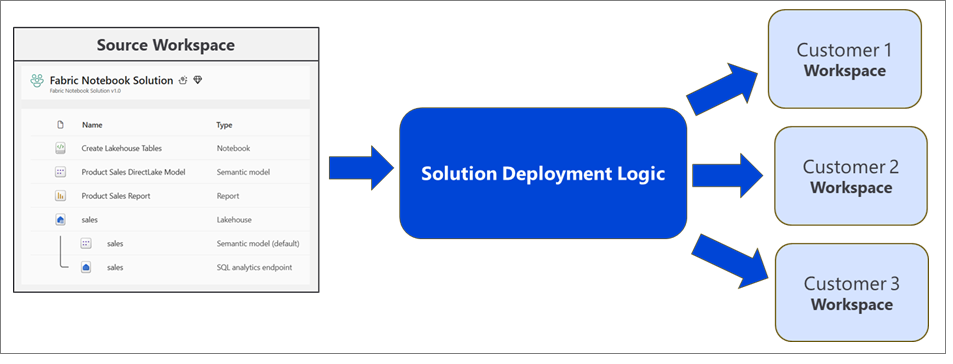 Source Workspace
Fabric Notebook Solution
Fabric Notebook Solution v1.0
Name Type
Create Lakehouse Tables Notebook
Product Sales DirectLake Model Semantic model
Product Sales Report Report
sales Lakehouse
sales Semantic model (default)
sales SQL analytics endpoint
Solution Deployment Logic
Customer 1
Workspace
Customer 2
Workspace
Customer 3
Workspace